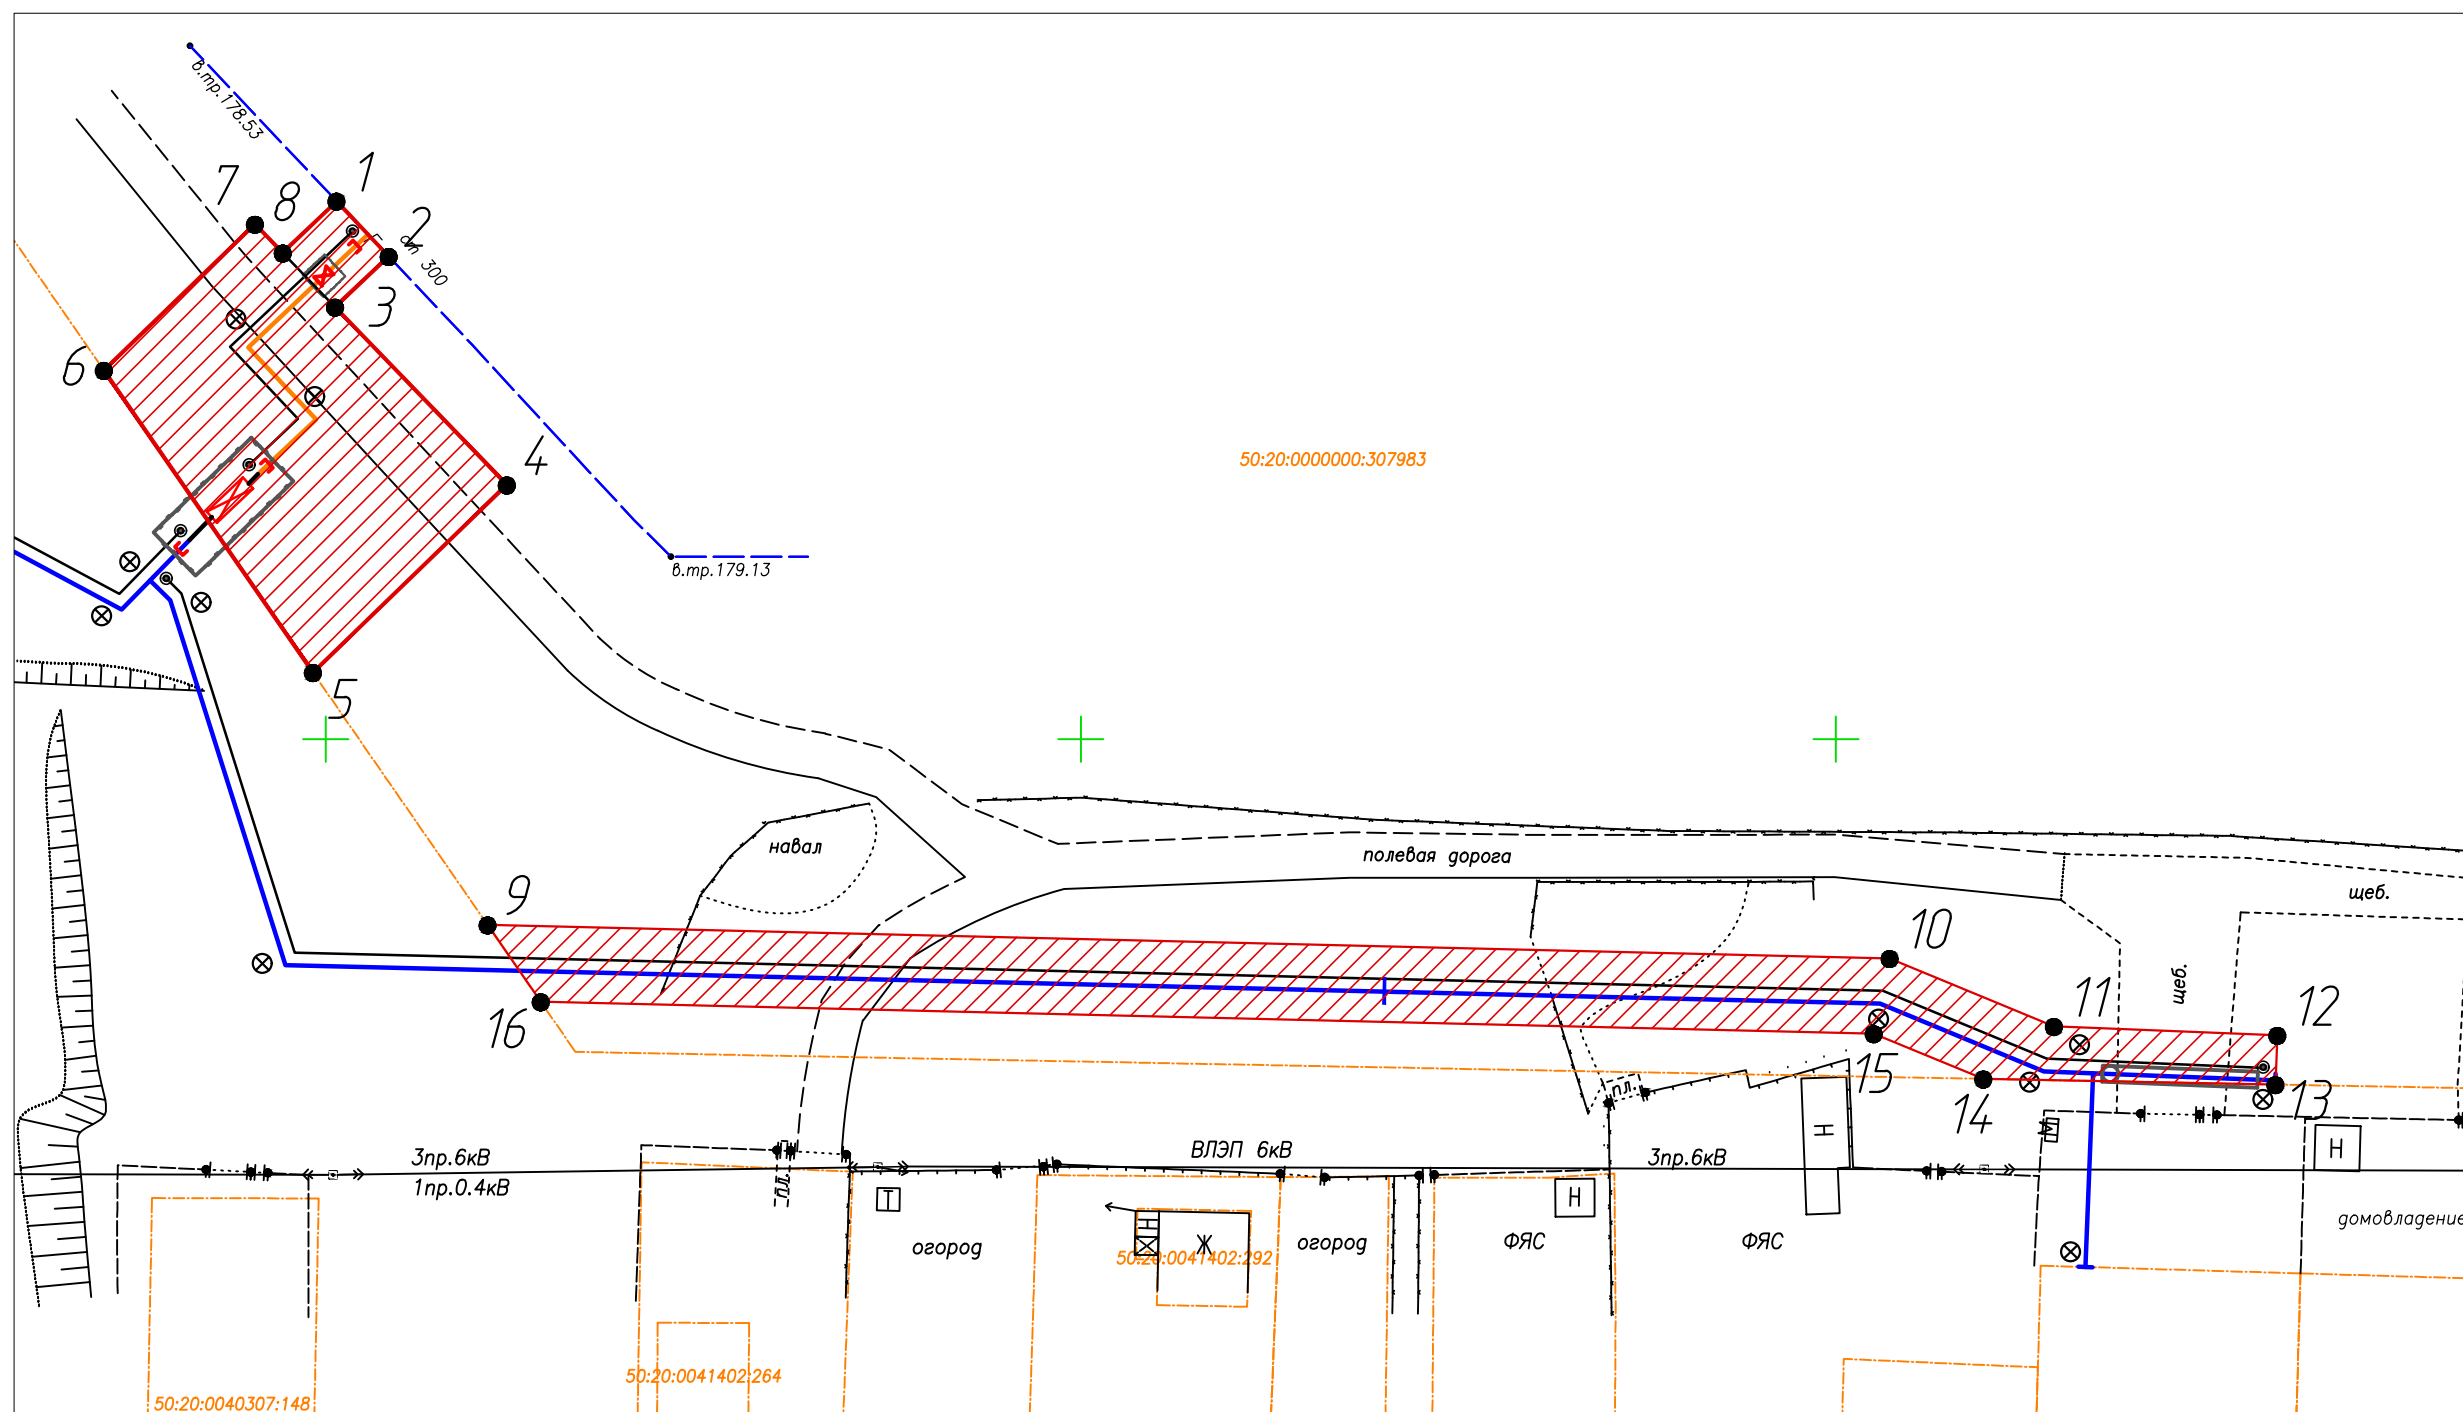 в.тр.178.53
1
7
8
2
ст 300
3
6
4
50:20:0000000:307983
в.тр.179.13
5
навал
полевая дорога
щеб.
9
10
щеб.
11
12
16
15
пл.
14
13
Н
М
ВЛЭП 6кВ
3пр.6кВ
3пр.6кВ
Н
пл.
1пр.0.4кВ
Т
Н
огород
Н
Ж
Ж
огород
ФЯС
ФЯС
домовладение
50:20:0041402:292
50:20:0041402:264
50:20:0040307:148